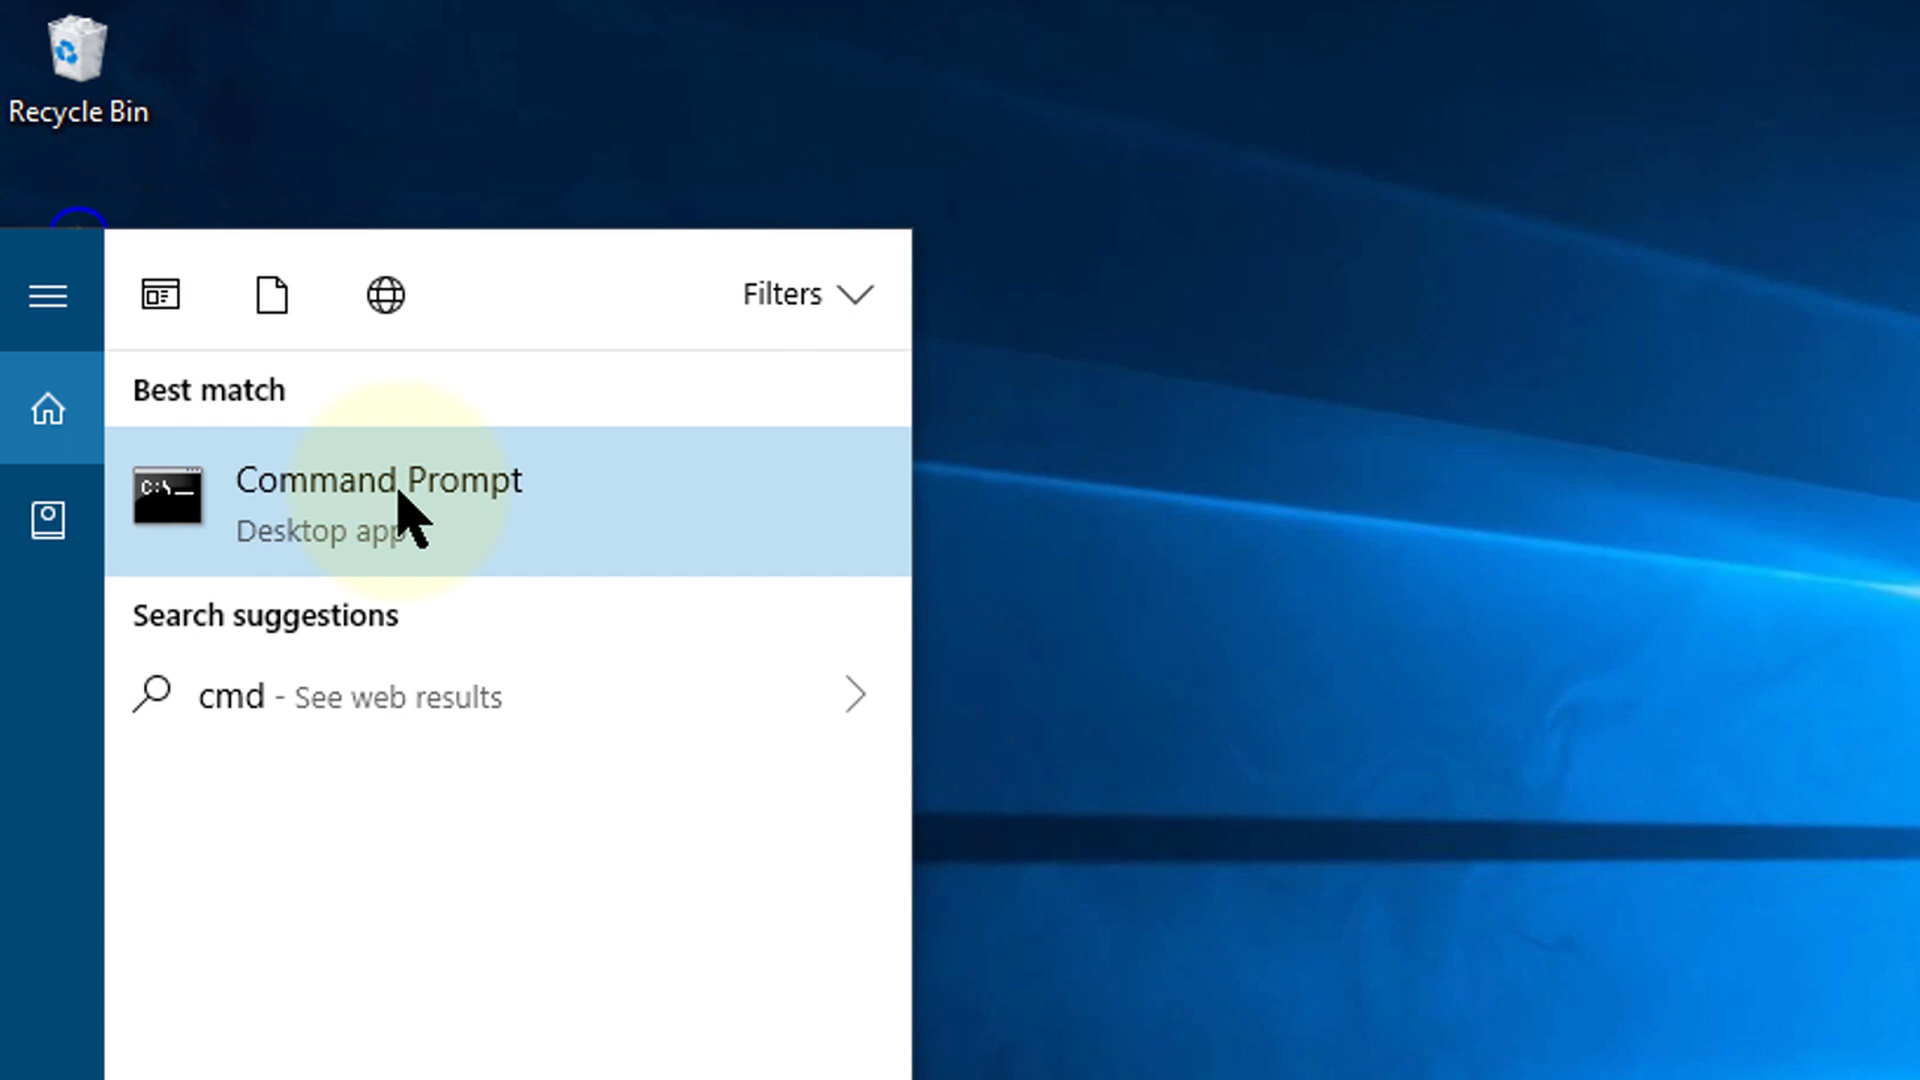 Recycle Bin
Filters
Best match
C:\_
Command Prompt
Desktop app
Search suggestions
cmd - See web results